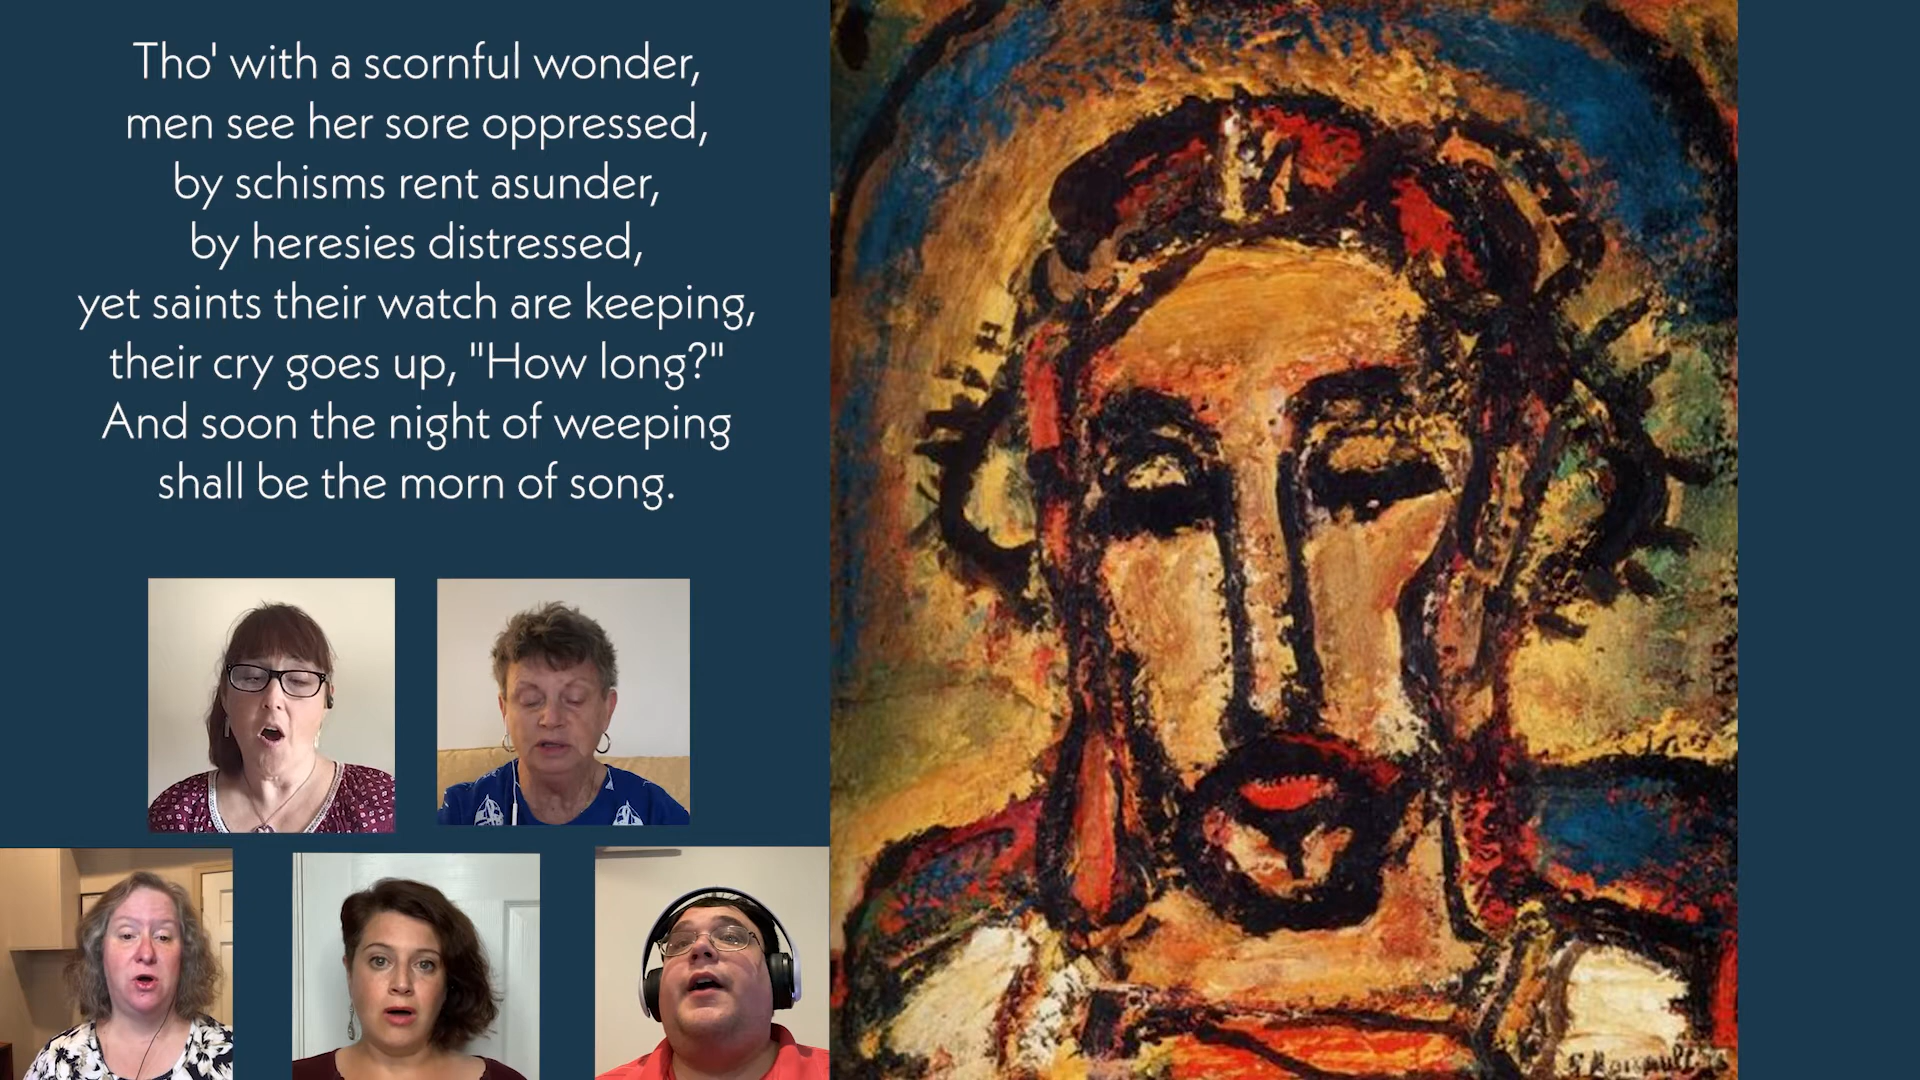 Tho' with a scornful wonder,
men see her sore oppressed,
by schisms rent asunder,
by heresies distressed,
yet saints their watch are keeping,
their cry goes up, "How long?"
And soon the night of weeping
shall be the morn of song.